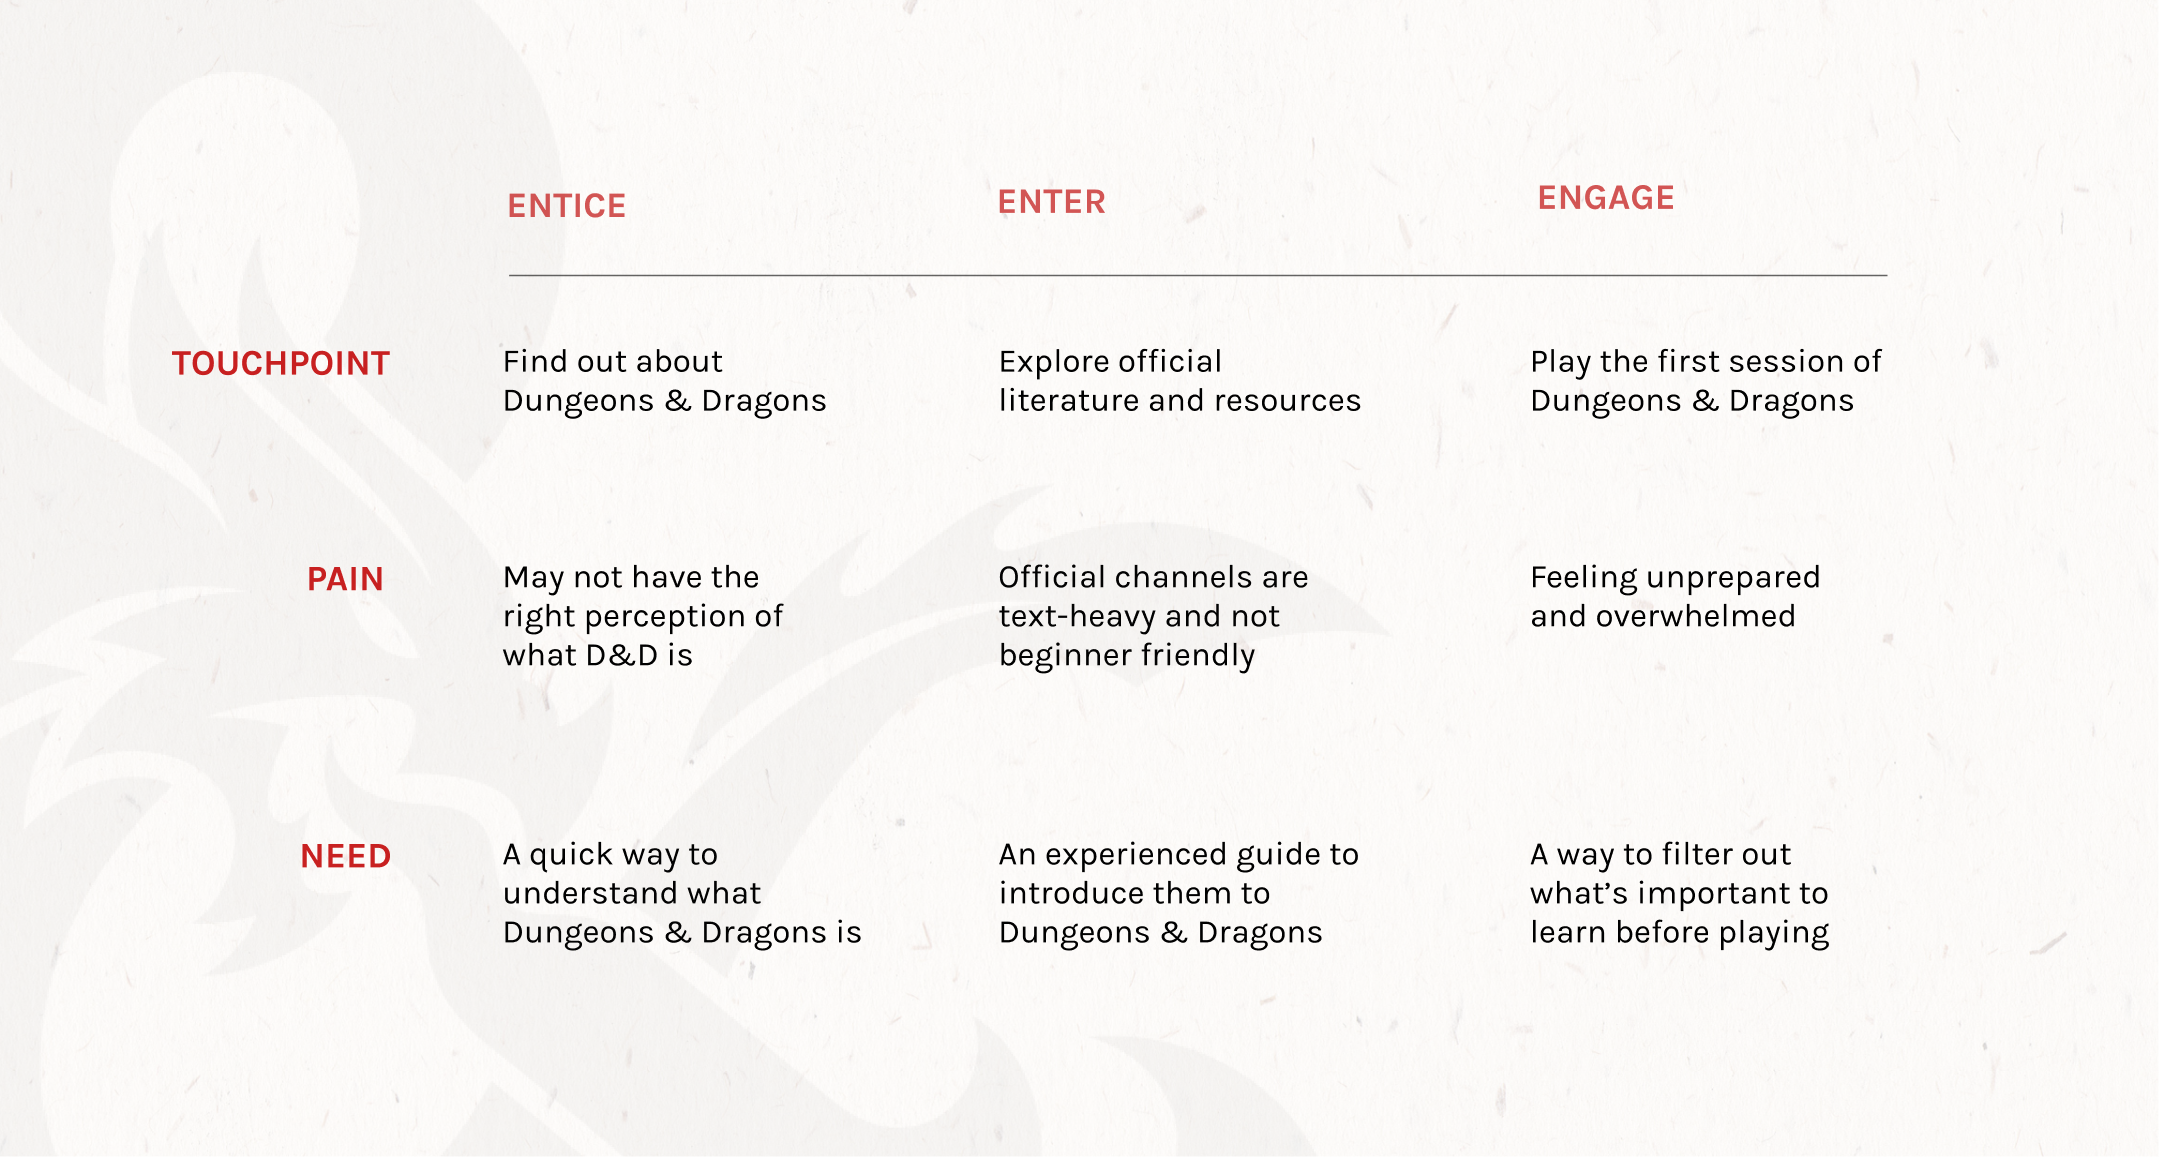 ENTICE
ENTER
ENGAGE
TOUCHPOINT
Find out about
Dungeons & Dragons
Explore official
literature and resources
Play the first session of
Dungeons & Dragons
PAIN
May not have the
right perception of
what D&D is
Official channels are
text-heavy and not
beginner friendly
Feeling unprepared
and overwhelmed
NEED
A quick way to
understand what
Dungeons & Dragons is
An experienced guide to
introduce them to
Dungeons & Dragons
A way to filter out
what’s important to
learn before playing